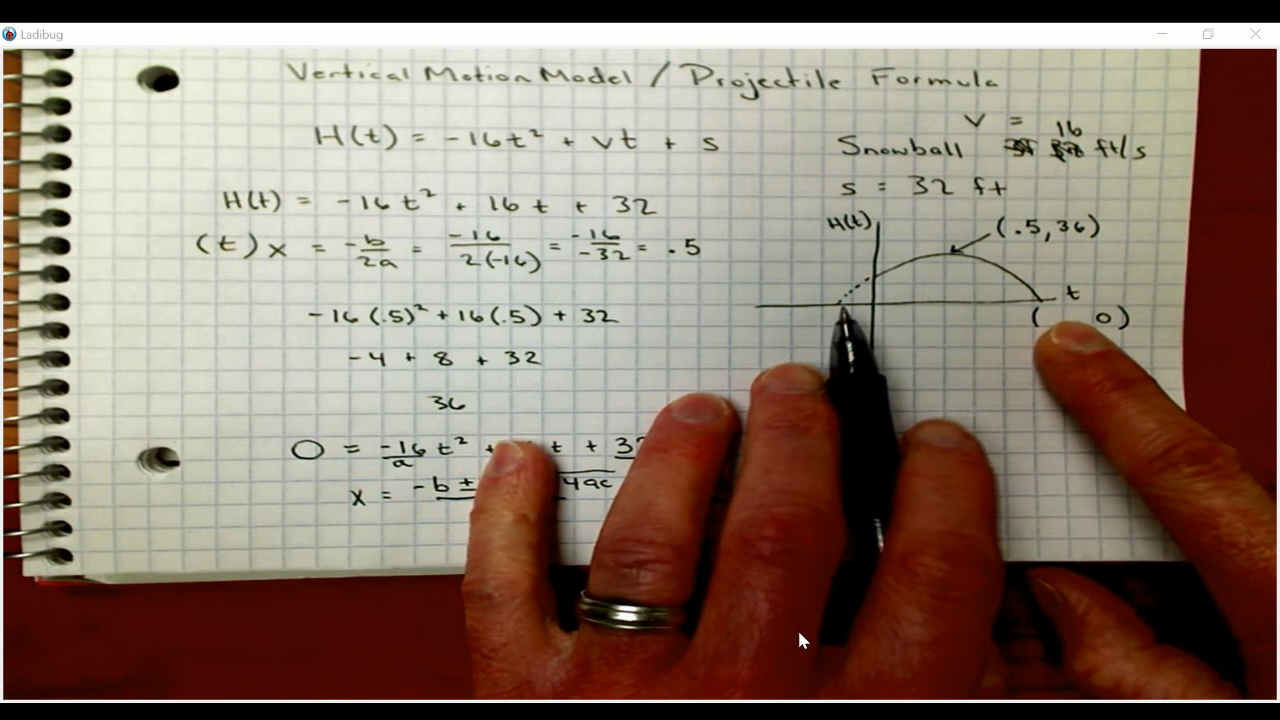 Ladibug
Vertical Motion Model / Projectile Formula
H(t) = -16t² + vt + s
v = 16 ft/s
Snowball
s = 32 ft
H(t) = -16t² + 16t + 32
(t) x = -b/2a = -16/2(-16) = -16/-32 = .5
H(t)
(.5, 36)
t
( 0)
-16(.5)² + 16(.5) + 32
-4 + 8 + 32
36
0 = -16t² + t + 32
a
x = -b ± 4ac